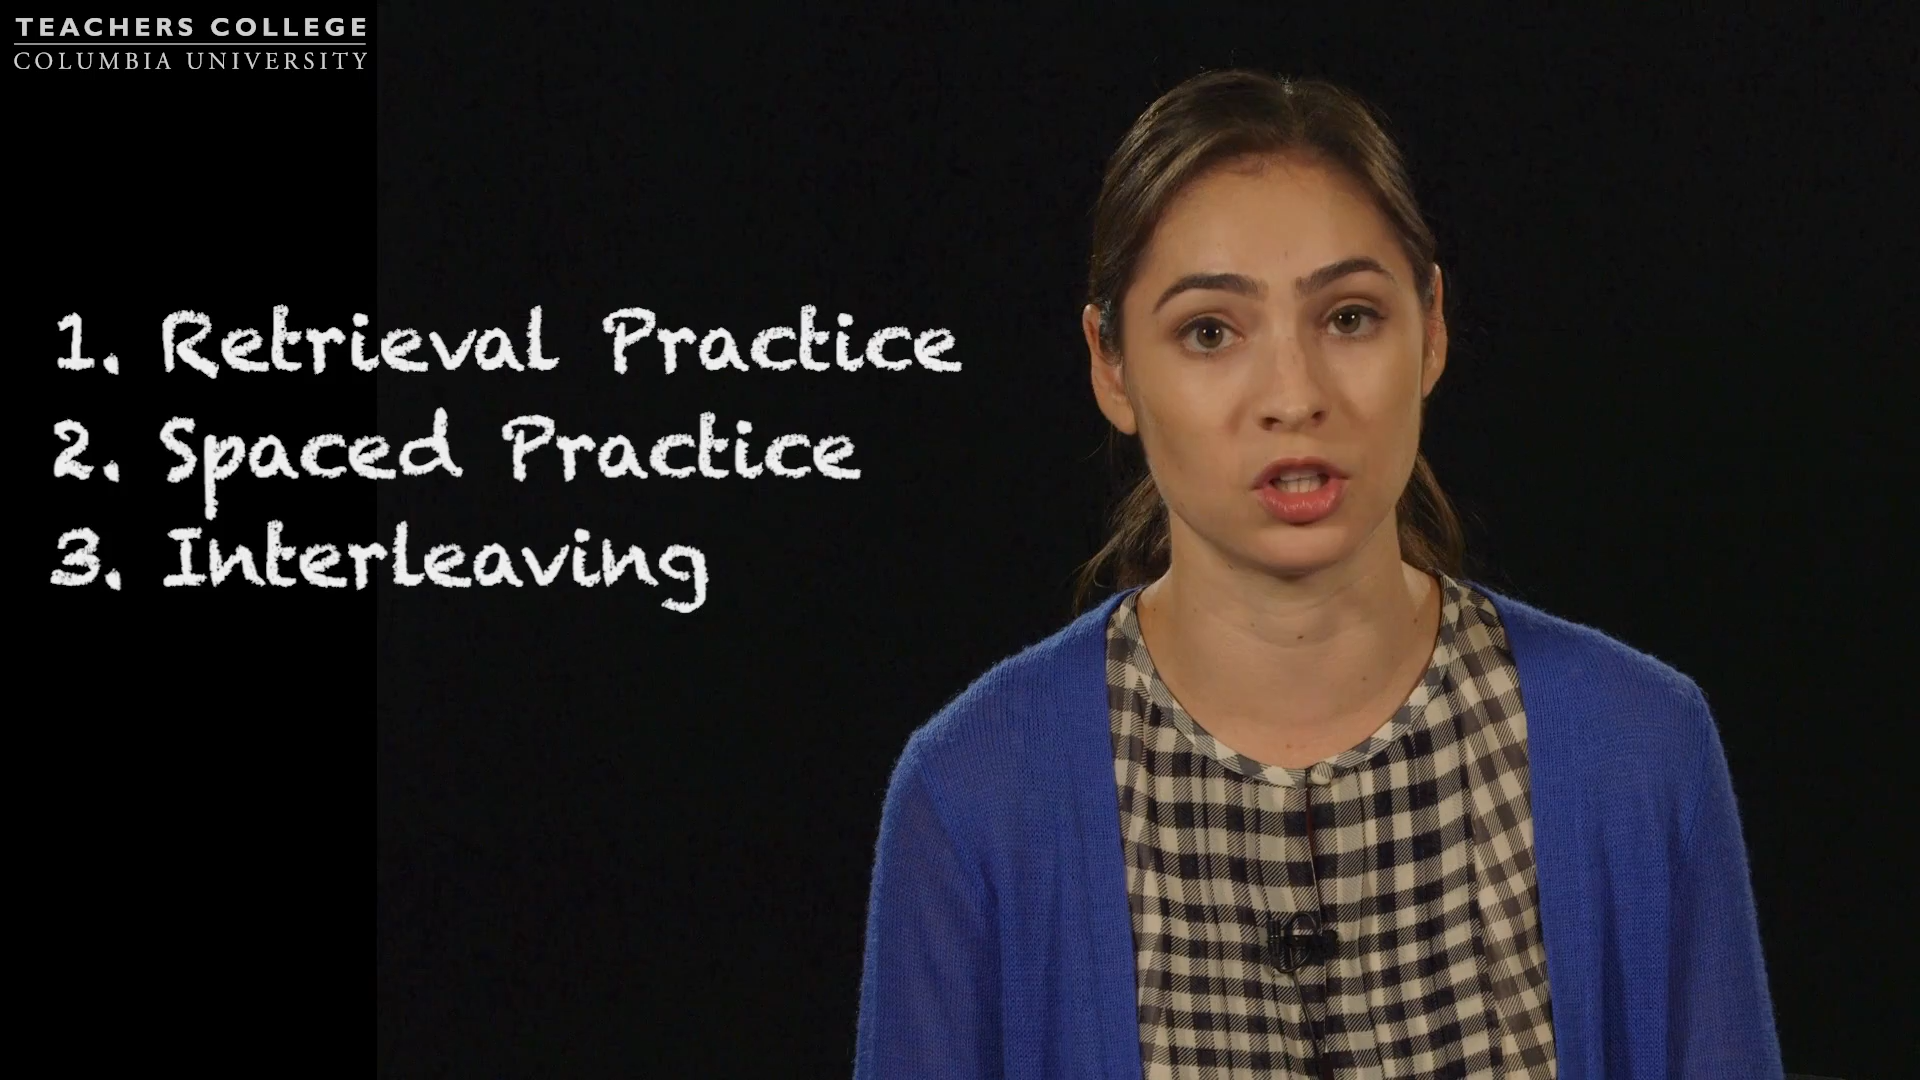 TEACHERS COLLEGE
COLUMBIA UNIVERSITY
1. Retrieval Practice
2. Spaced Practice
3. Interleaving